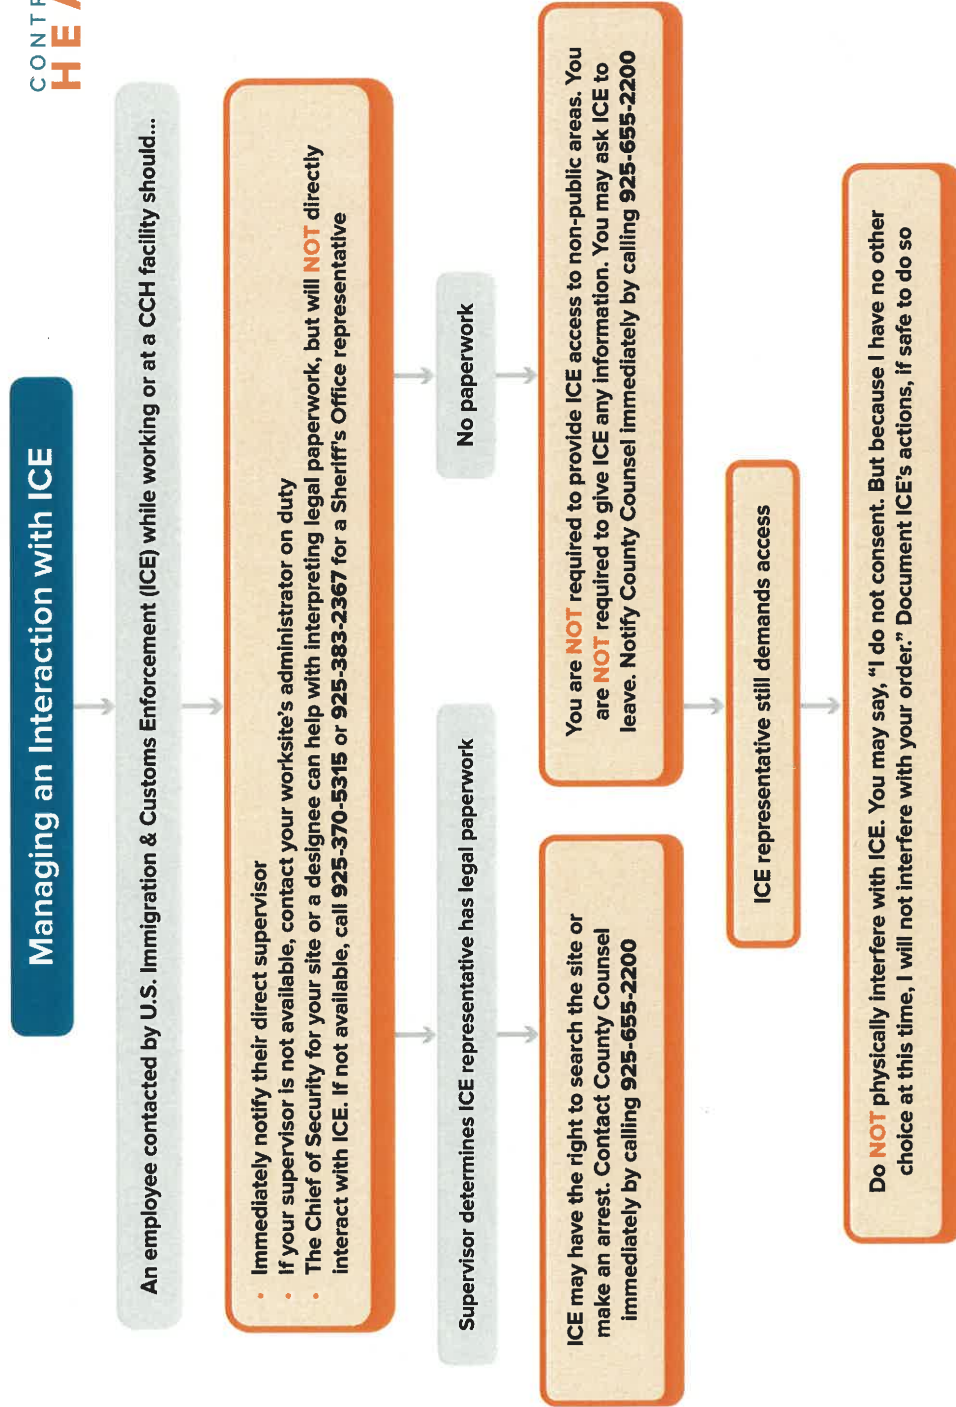 CONTR
HEA
Managing an Interaction with ICE
An employee contacted by U.S. Immigration & Customs Enforcement (ICE) while working or at a CCH facility should...
• Immediately notify their direct supervisor
• If your supervisor is not available, contact your worksite's administrator on duty
• The Chief of Security for your site or a designee can help with interpreting legal paperwork, but will NOT directly
interact with ICE. If not available, call 925-370-5315 or 925-383-2367 for a Sheriff's Office representative
Supervisor determines ICE representative has legal paperwork
ICE may have the right to search the site or
make an arrest. Contact County Counsel
immediately by calling 925-655-2200
No paperwork
You are NOT required to provide ICE access to non-public areas. You
are NOT required to give ICE any information. You may ask ICE to
leave. Notify County Counsel immediately by calling 925-655-2200
ICE representative still demands access
Do NOT physically interfere with ICE. You may say, “I do not consent. But because I have no other
choice at this time, I will not interfere with your order.” Document ICE's actions, if safe to do so